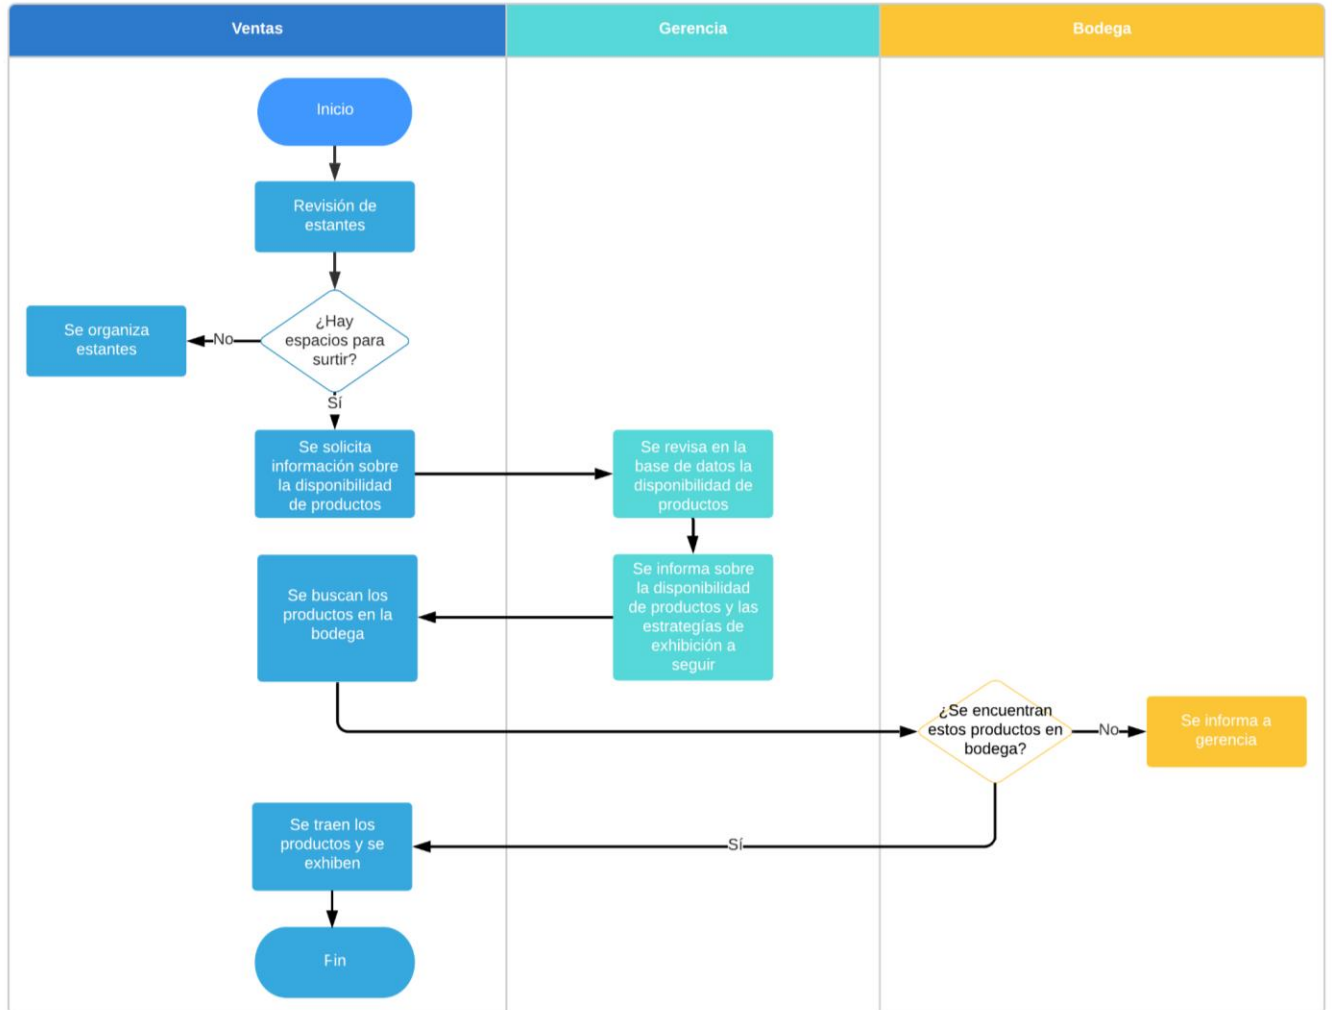 Ventas
Gerencia
Bodega
Inicio
Revisión de
estantes
¿Hay
espacios para
surtir?
No
Se organiza
estantes
Sí
Se solicita
información sobre
la disponibilidad
de productos
Se revisa en la
base de datos la
disponibilidad de
productos
Se informa sobre
la disponibilidad
de productos y las
estrategías de
exhibición a
seguir
Se buscan los
productos en la
bodega
¿Se encuentran
estos productos en
bodega?
No
Se informa a
gerencia
Sí
Se traen los
productos y se
exhiben
Fin